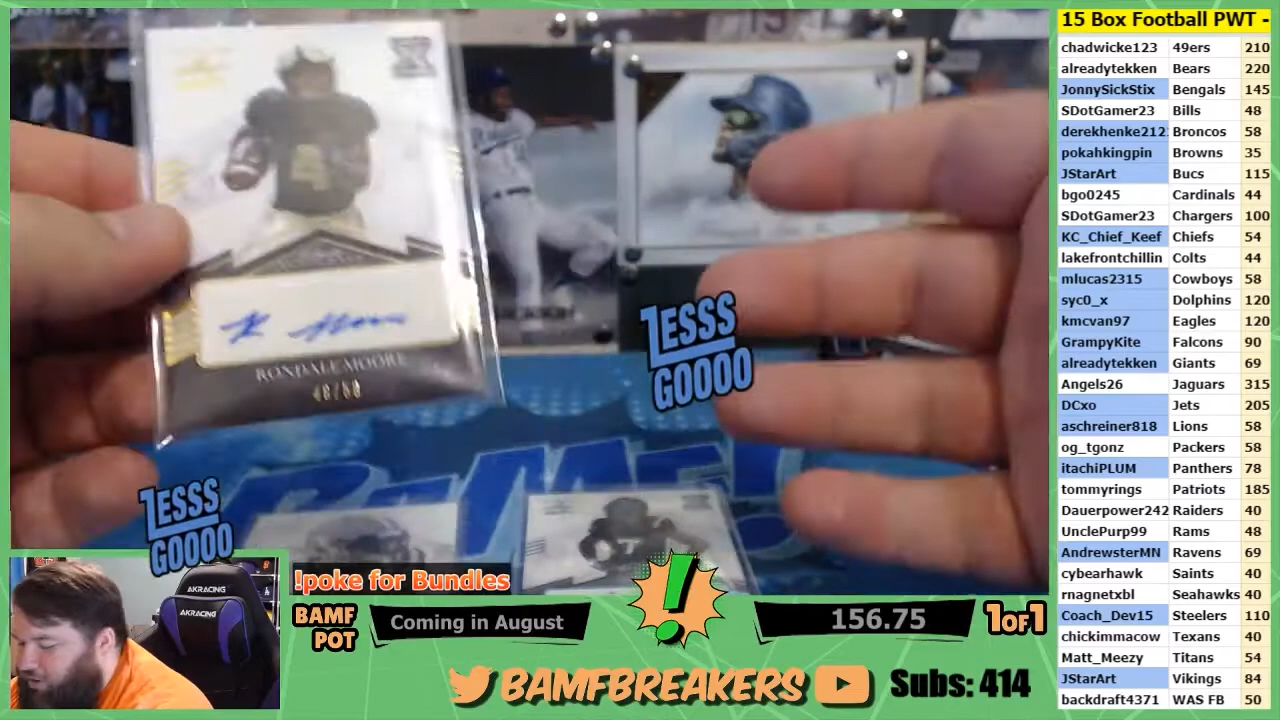 15 Box Football PWT -
chadwicke123 49ers 210
alreadytekken Bears 220
JonnySickStix Bengals 145
SDotGamer23 Bills 48
derekhenke212 Broncos 58
pokahkingpin Browns 35
JStarArt Bucs 115
bgo0245 Cardinals 44
SDotGamer23 Chargers 100
KC_Chief_Keef Chiefs 54
lakefrontchillin Colts 44
mlucas2315 Cowboys 58
syc0_x Dolphins 120
kmcvan97 Eagles 120
GrampyKite Falcons 90
alreadytekken Giants 69
Angels26 Jaguars 315
DCxo Jets 205
aschreiner818 Lions 58
og_tgonz Packers 58
itachiPLUM Panthers 78
tommyrings Patriots 185
Dauerpower242 Raiders 40
UnclePurp99 Rams 48
AndrewsterMN Ravens 69
cybearhawk Saints 40
rnagnetxbl Seahawks 40
Coach_Dev15 Steelers 110
chickimmacow Texans 40
Matt_Meezy Titans 54
JStarArt Vikings 84
backdraft4371 WAS FB 50
4
RONDALE MOORE
48/50
LESSS
GOOOO
LESSS
GOOOO
AKRACING
AKRACING
!poke for Bundles
BAMF
POT
Coming in August
!
156.75
1OF1
BAMFBREAKERS
Subs: 414